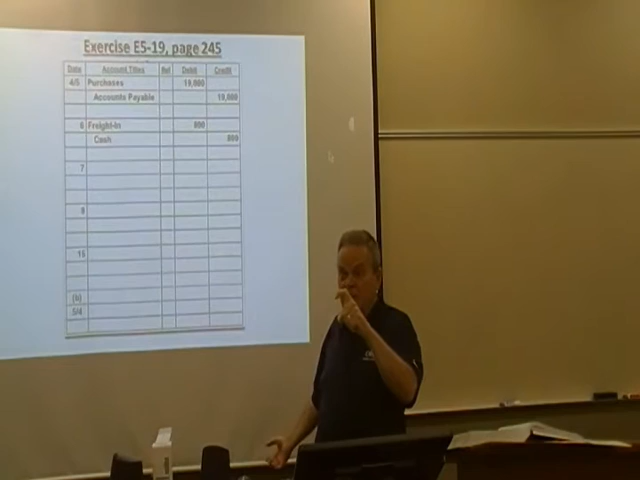 Exercise E5-19, page 245
Date Account Titles Ref Debit Credit
4/5 Purchases 19,000
Accounts Payable 19,000
6 Freight-In 800
Cash 800
7
8
15
(b)
5/4